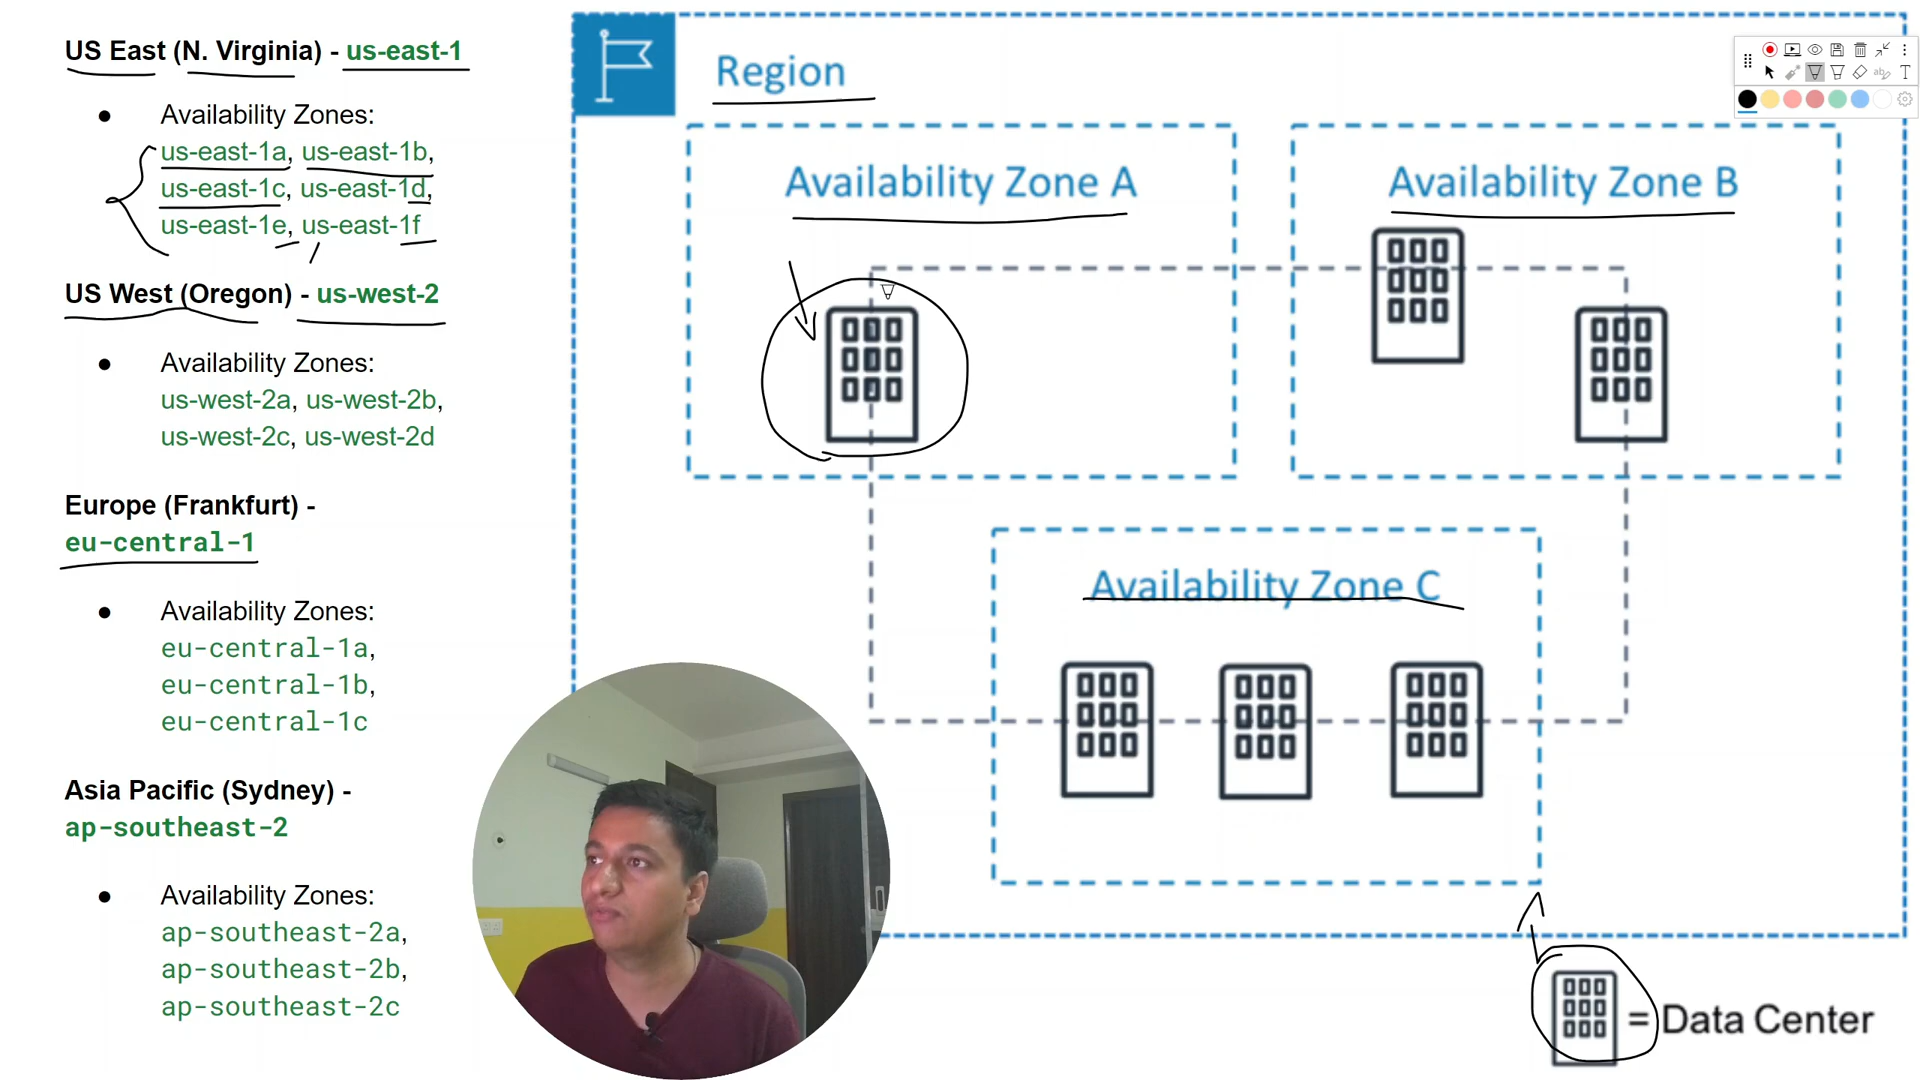 US East (N. Virginia) - us-east-1
● Availability Zones:
us-east-1a, us-east-1b,
us-east-1c, us-east-1d,
us-east-1e, us-east-1f
US West (Oregon) - us-west-2
● Availability Zones:
us-west-2a, us-west-2b,
us-west-2c, us-west-2d
Europe (Frankfurt) -
eu-central-1
● Availability Zones:
eu-central-1a,
eu-central-1b,
eu-central-1c
Asia Pacific (Sydney) -
ap-southeast-2
● Availability Zones:
ap-southeast-2a,
ap-southeast-2b,
ap-southeast-2c
Region
Availability Zone A
Availability Zone B
Availability Zone C
= Data Center
ab
T